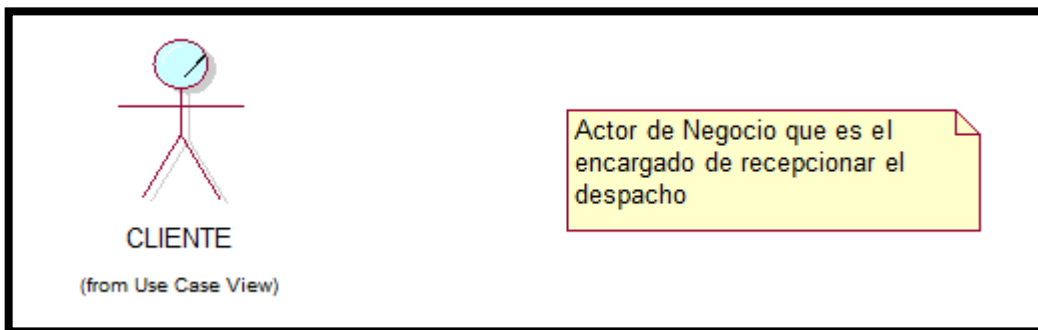 CLIENTE
(from Use Case View)
Actor de Negocio que es el
encargado de recepcionar el
despacho